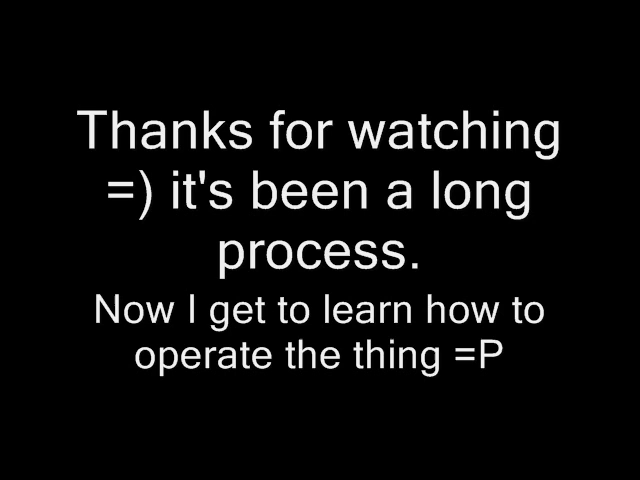 Thanks for watching
=) it's been a long
process.
Now I get to learn how to
operate the thing =P